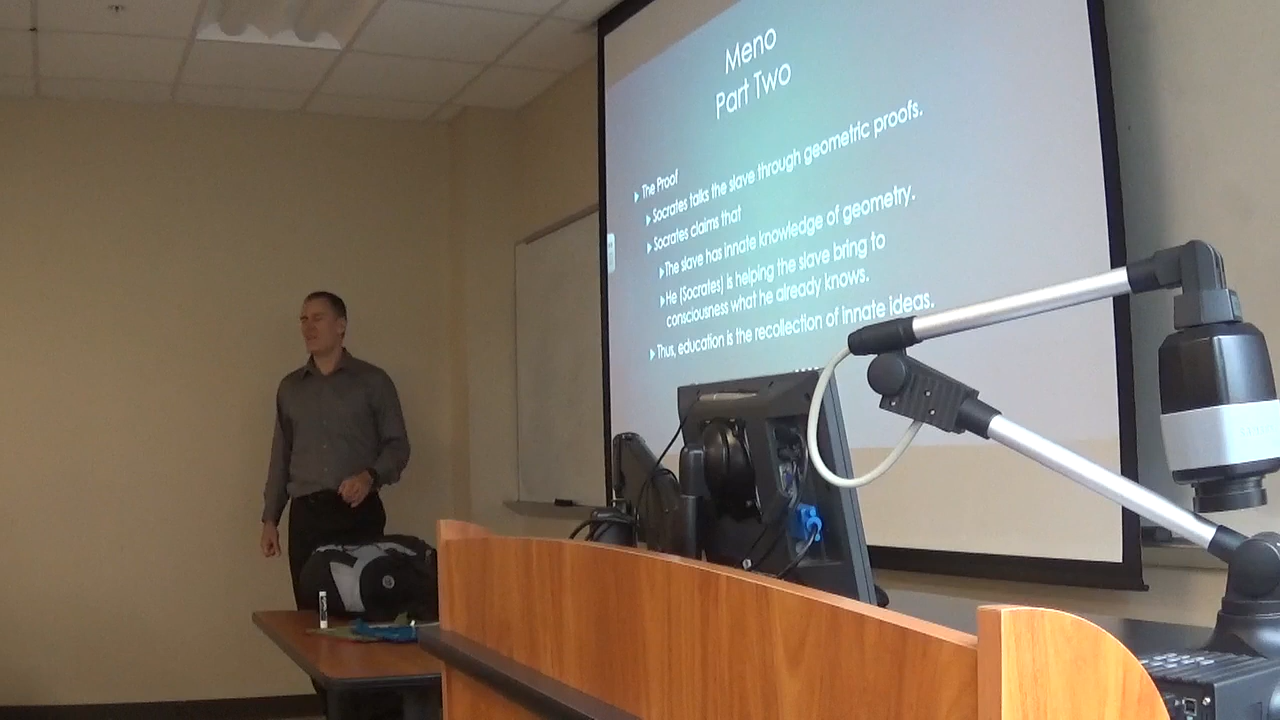 Meno
Part Two
The Proof
Socrates talks the slave through geometric proofs.
Socrates claims that
The slave has innate knowledge of geometry.
He (Socrates) is helping the slave bring to
consciousness what he already knows.
Thus, education is the recollection of innate ideas.